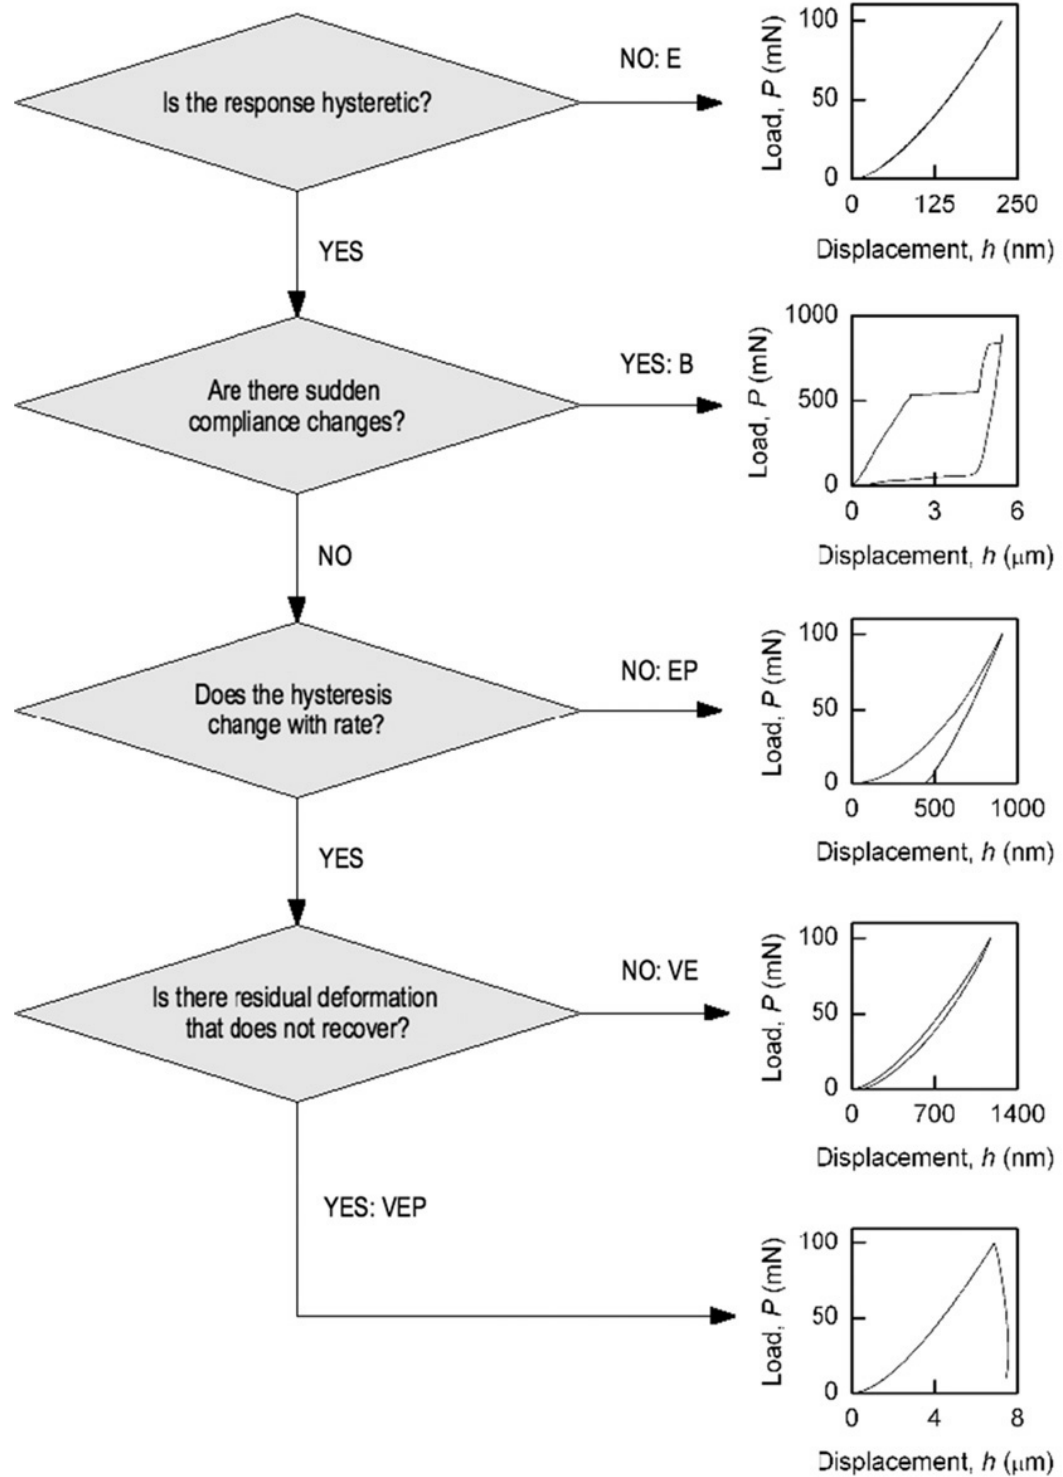 Is the response hysteretic?
NO: E
Load, P (mN)
100
50
0
0 125 250
Displacement, h (nm)
YES
Are there sudden
compliance changes?
YES: B
Load, P (mN)
1000
500
0
0 3 6
Displacement, h (μm)
NO
Does the hysteresis
change with rate?
NO: EP
Load, P (mN)
100
50
0
0 500 1000
Displacement, h (nm)
YES
Is there residual deformation
that does not recover?
NO: VE
Load, P (mN)
100
50
0
0 700 1400
Displacement, h (nm)
YES: VEP
Load, P (mN)
100
50
0
0 4 8
Displacement, h (μm)